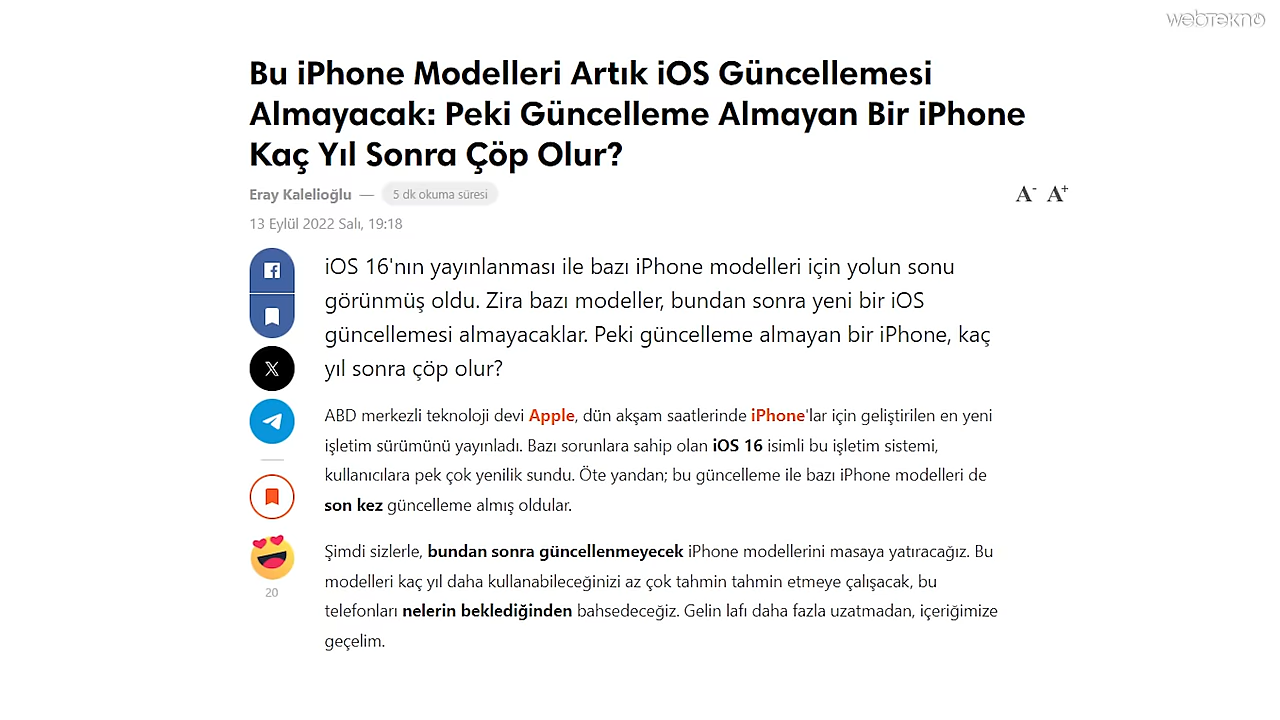 webtekno
Bu iPhone Modelleri Artık iOS Güncellemesi
Almayacak: Peki Güncelleme Almayan Bir iPhone
Kaç Yıl Sonra Çöp Olur?
Eray Kalelioğlu — 5 dk okuma süresi
A- A+
13 Eylül 2022 Salı, 19:18
iOS 16'nın yayınlanması ile bazı iPhone modelleri için yolun sonu
görünmüş oldu. Zira bazı modeller, bundan sonra yeni bir iOS
güncellemesi almayacaklar. Peki güncelleme almayan bir iPhone, kaç
yıl sonra çöp olur?
ABD merkezli teknoloji devi Apple, dün akşam saatlerinde iPhone'lar için geliştirilen en yeni
işletim sürümünü yayınladı. Bazı sorunlara sahip olan iOS 16 isimli bu işletim sistemi,
kullanıcılara pek çok yenilik sundu. Öte yandan; bu güncelleme ile bazı iPhone modelleri de
son kez güncelleme almış oldular.
Şimdi sizlerle, bundan sonra güncellenmeyecek iPhone modellerini masaya yatıracağız. Bu
modelleri kaç yıl daha kullanabileceğinizi az çok tahmin tahmin etmeye çalışacak, bu
telefonları nelerin beklediğinden bahsedeceğiz. Gelin lafı daha fazla uzatmadan, içeriğimize
geçelim.
20